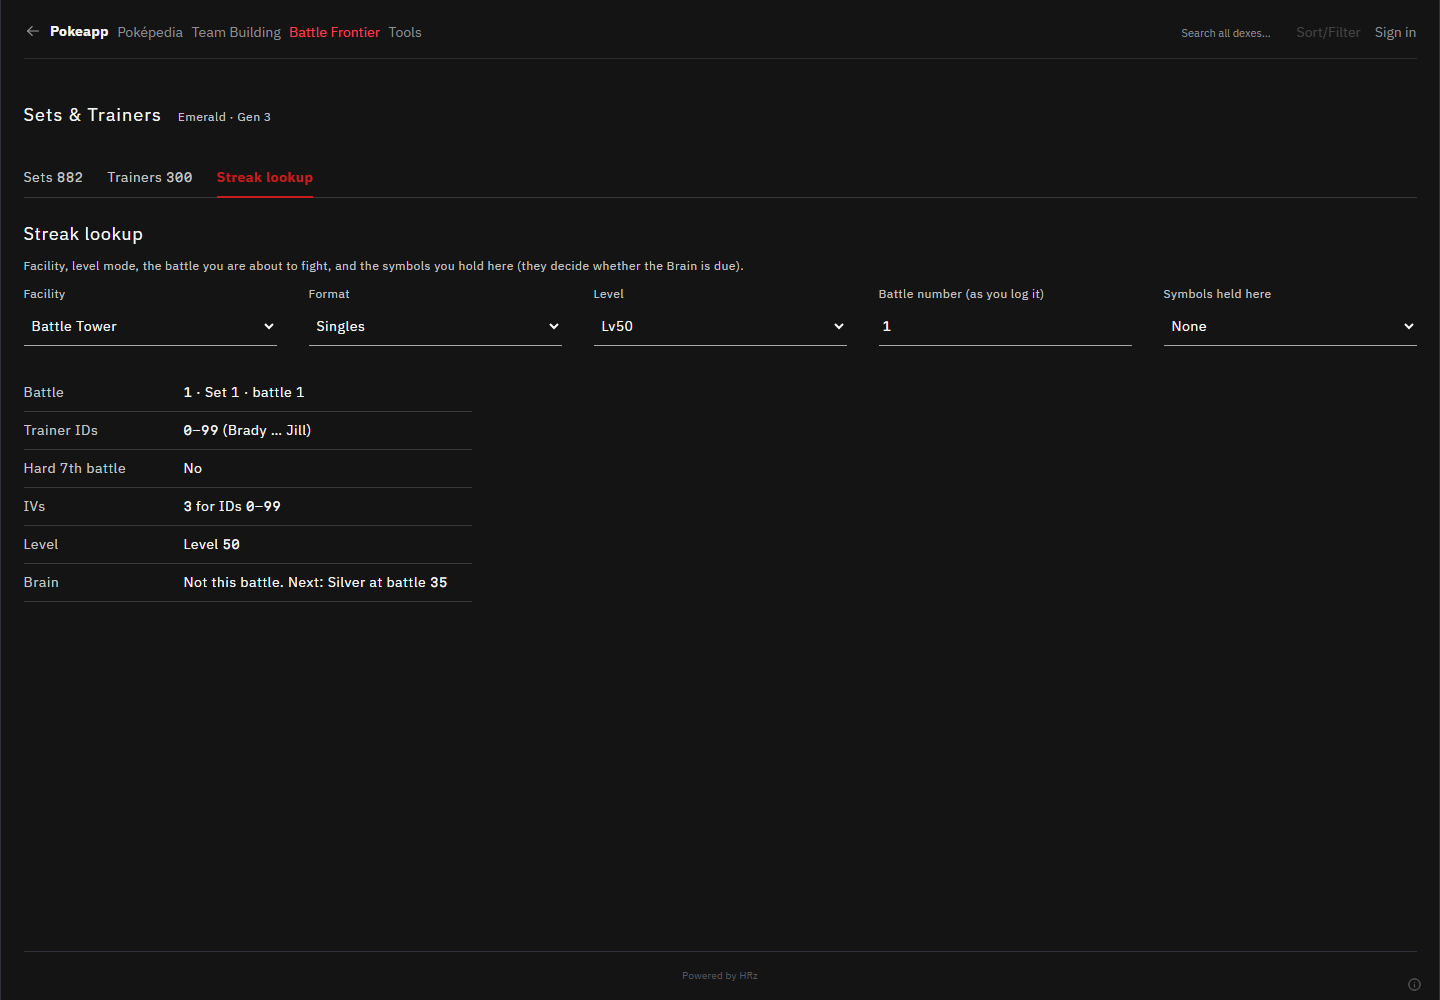 Pokeapp Poképedia Team Building Battle Frontier Tools Search all dexes... Sort/Filter Sign in
Sets & Trainers Emerald · Gen 3
Sets 882 Trainers 300 Streak lookup
Streak lookup
Facility, level mode, the battle you are about to fight, and the symbols you hold here (they decide whether the Brain is due).
Facility Format Level Battle number (as you log it) Symbols held here
Battle Tower Singles Lv50 1 None
Battle 1 · Set 1 · battle 1
Trainer IDs 0–99 (Brady … Jill)
Hard 7th battle No
IVs 3 for IDs 0–99
Level Level 50
Brain Not this battle. Next: Silver at battle 35
Powered by HRz